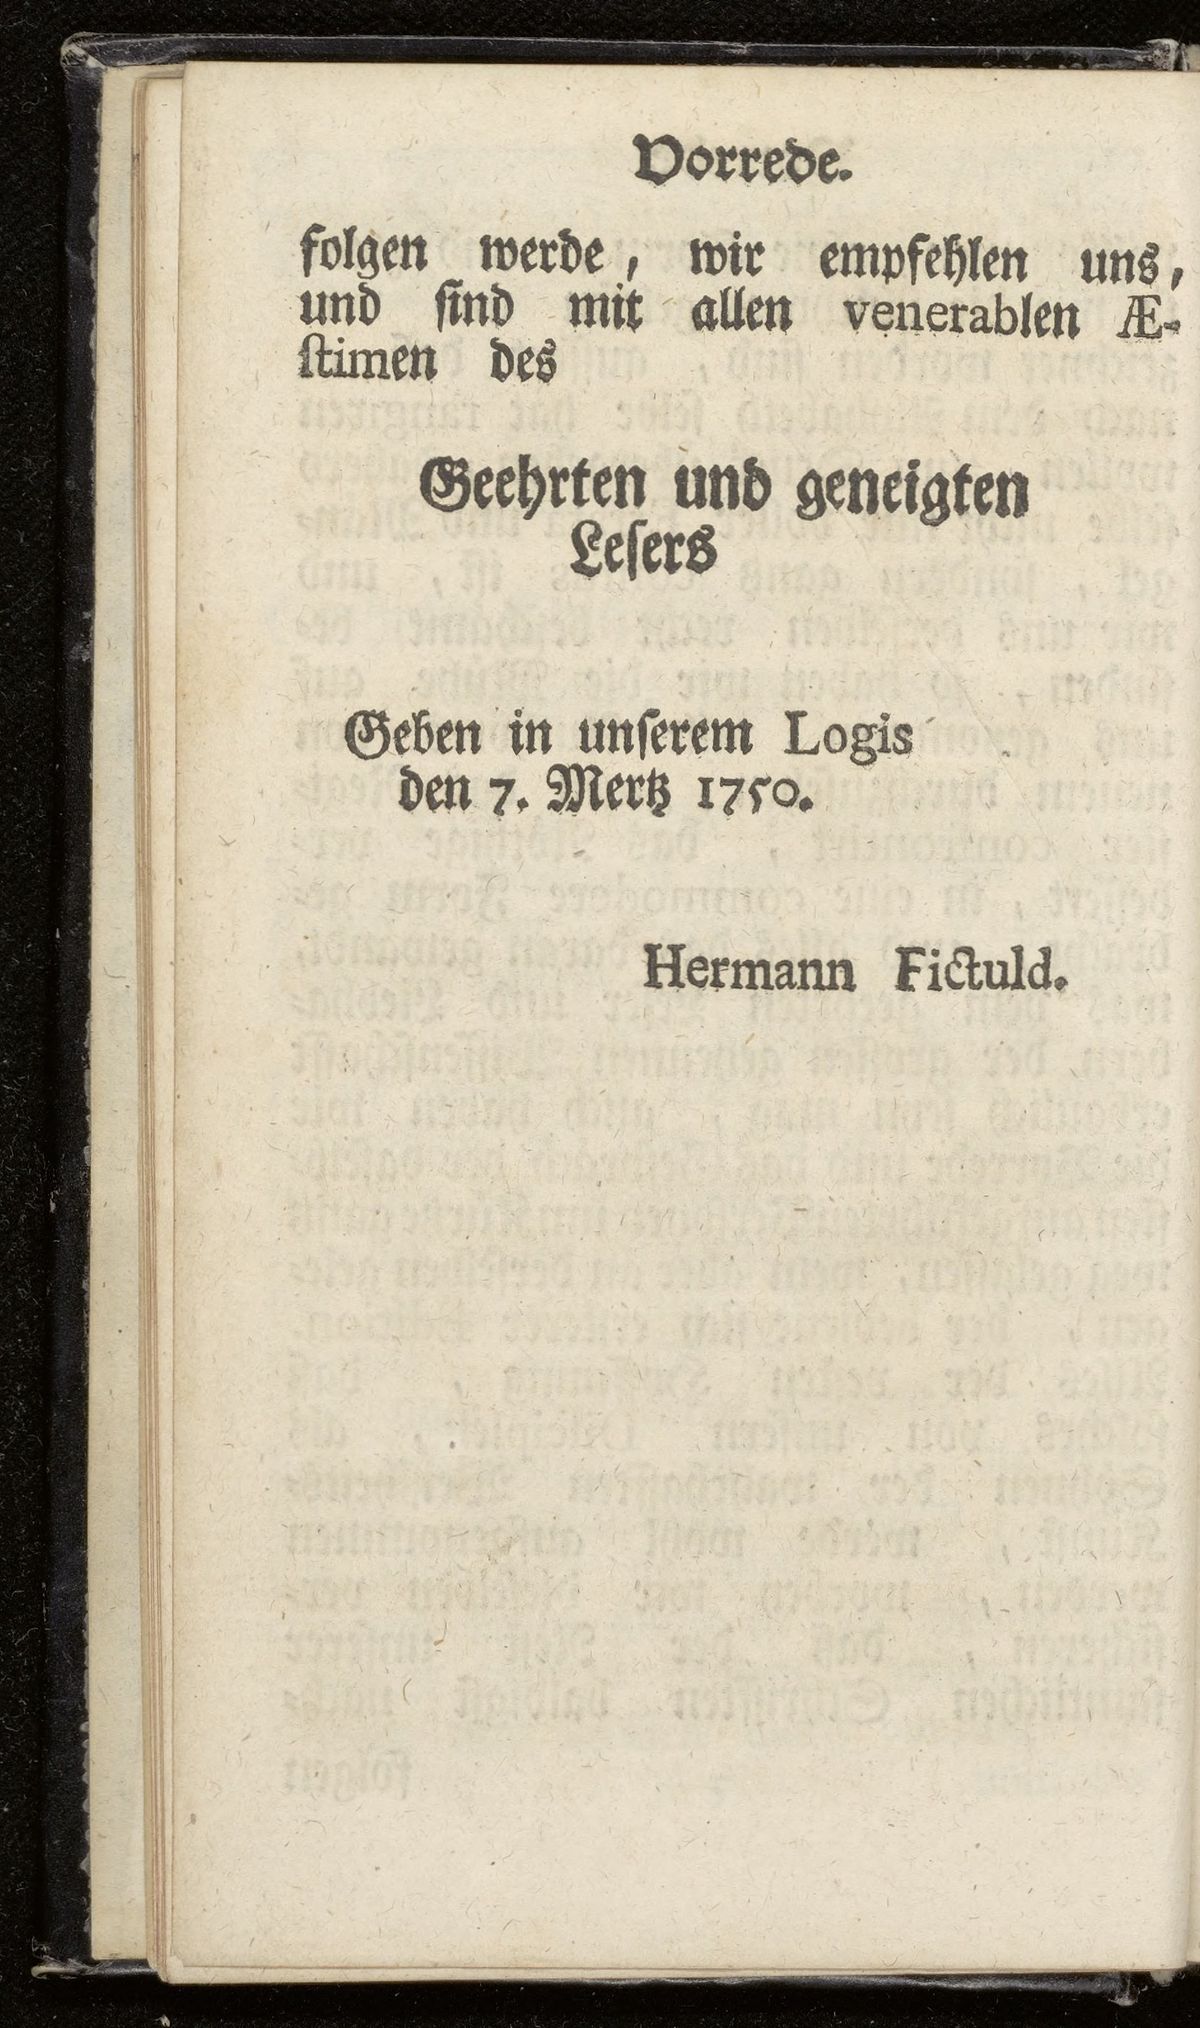 Vorrede.
folgen werde, wir empfehlen uns,
und ſind mit allen venerablen Æ-
ſtimen des
Geehrten und geneigten
Leſers
Geben in unſerem Logis
den 7. Mertz 1750.
Hermann Fictuld.